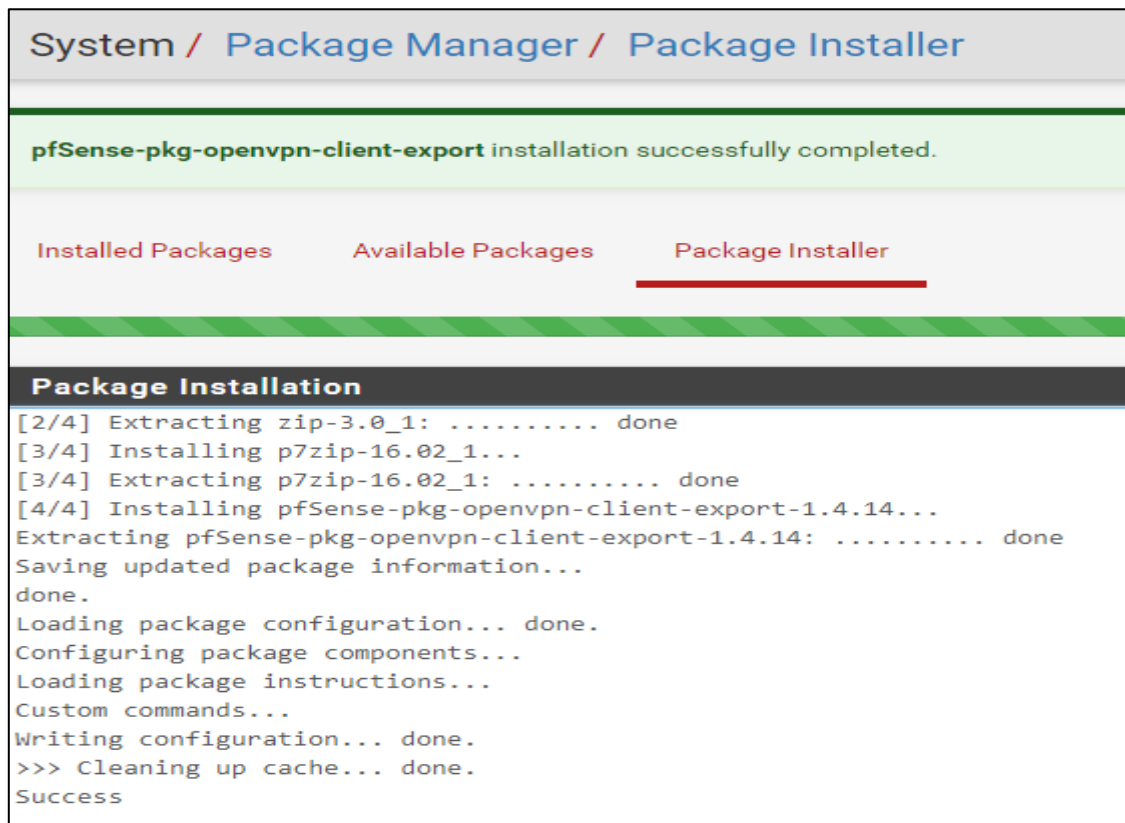 System / Package Manager / Package Installer
pfSense-pkg-openvpn-client-export installation successfully completed.
Installed Packages Available Packages Package Installer
Package Installation
[2/4] Extracting zip-3.0_1: .......... done
[3/4] Installing p7zip-16.02_1...
[3/4] Extracting p7zip-16.02_1: .......... done
[4/4] Installing pfSense-pkg-openvpn-client-export-1.4.14...
Extracting pfSense-pkg-openvpn-client-export-1.4.14: .......... done
Saving updated package information...
done.
Loading package configuration... done.
Configuring package components...
Loading package instructions...
Custom commands...
Writing configuration... done.
>>> Cleaning up cache... done.
Success